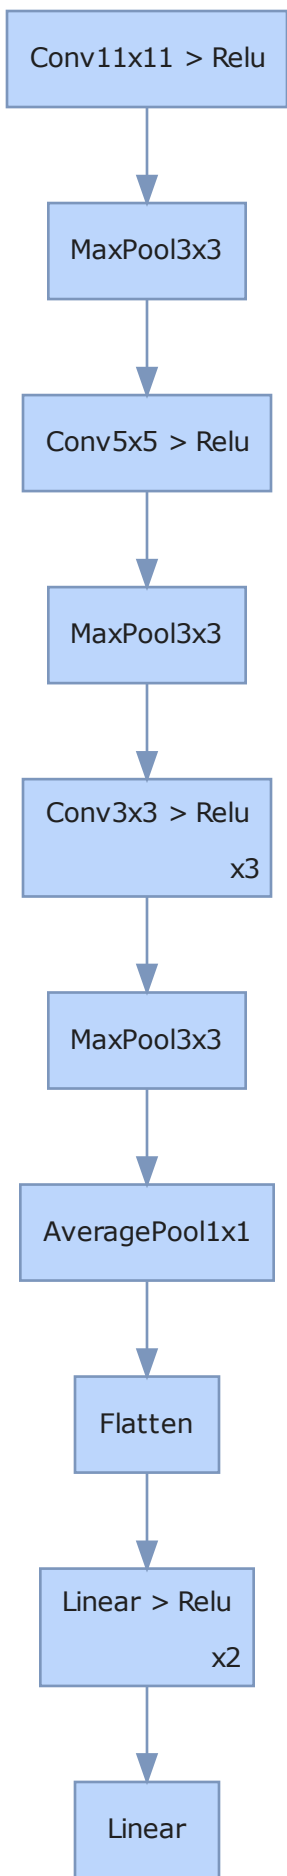 Conv11x11 > Relu
MaxPool3x3
Conv5x5 > Relu
MaxPool3x3
Conv3x3 > Relu
x3
MaxPool3x3
AveragePool1x1
Flatten
Linear > Relu
x2
Linear